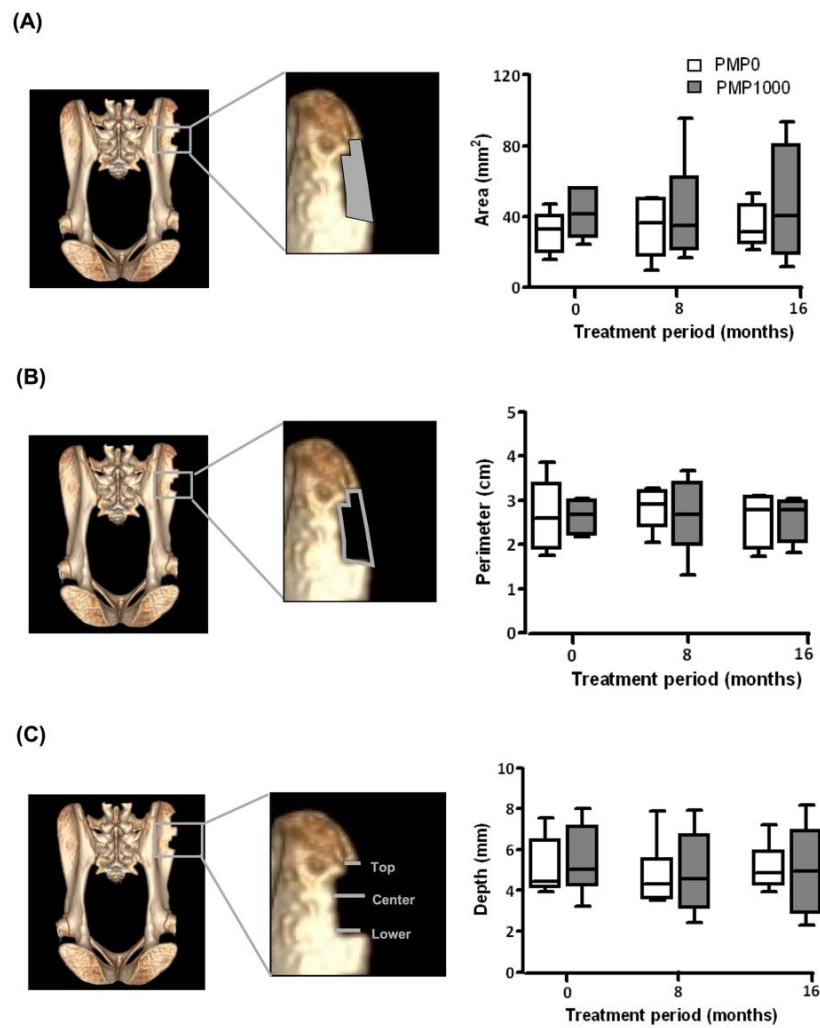 (A)
PMP0
PMP1000
120
80
40
0
Area (mm²)
0 8 16
Treatment period (months)
(B)
5
4
3
2
1
0
Perimeter (cm)
0 8 16
Treatment period (months)
(C)
Top
Center
Lower
10
8
6
4
2
0
Depth (mm)
0 8 16
Treatment period (months)